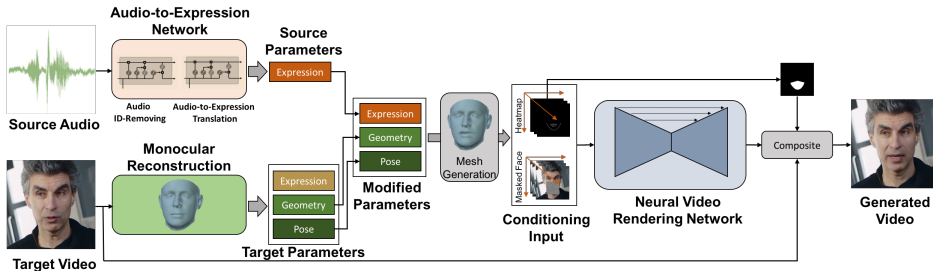 Audio-to-Expression
Network
Source
Parameters
Expression
Audio
ID-Removing
Audio-to-Expression
Translation
Source Audio
Expression
Geometry
Pose
Modified
Parameters
Mesh
Generation
Heatmap
Masked Face
Conditioning
Input
Neural Video
Rendering Network
Composite
Generated
Video
Monocular
Reconstruction
Expression
Geometry
Pose
Target Parameters
Target Video